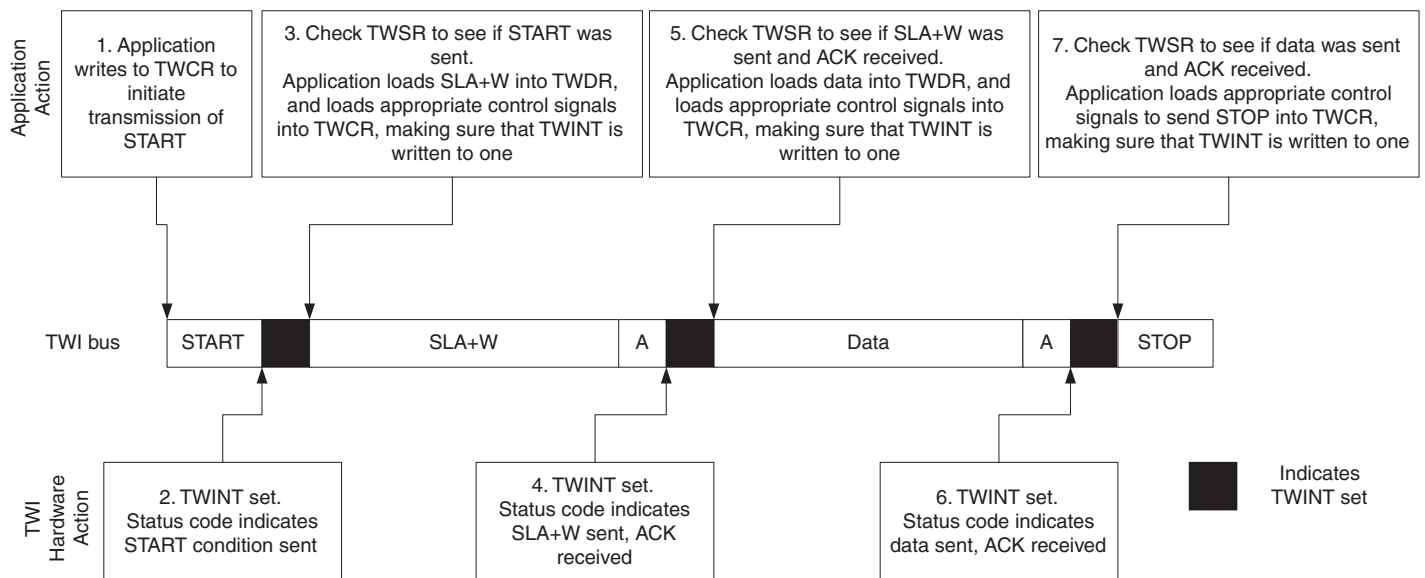 Application
Action
1. Application
writes to TWCR to
initiate
transmission of
START
3. Check TWSR to see if START was
sent.
Application loads SLA+W into TWDR,
and loads appropriate control signals
into TWCR, making sure that TWINT is
written to one
5. Check TWSR to see if SLA+W was
sent and ACK received.
Application loads data into TWDR, and
loads appropriate control signals into
TWCR, making sure that TWINT is
written to one
7. Check TWSR to see if data was sent
and ACK received.
Application loads appropriate control
signals to send STOP into TWCR,
making sure that TWINT is written to one
TWI bus
START
SLA+W
A
Data
A
STOP
TWI
Hardware
Action
2. TWINT set.
Status code indicates
START condition sent
4. TWINT set.
Status code indicates
SLA+W sent, ACK
received
6. TWINT set.
Status code indicates
data sent, ACK received
Indicates
TWINT set